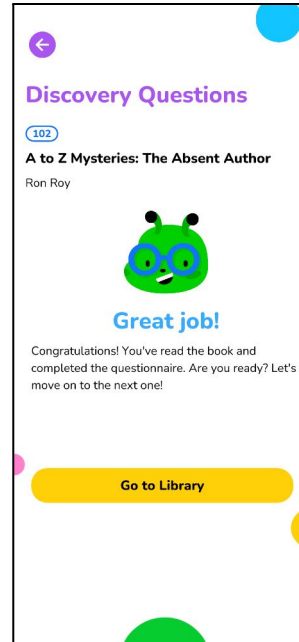 Discovery Questions
102
A to Z Mysteries: The Absent Author
Ron Roy
Great job!
Congratulations! You've read the book and
completed the questionnaire. Are you ready? Let's
move on to the next one!
Go to Library